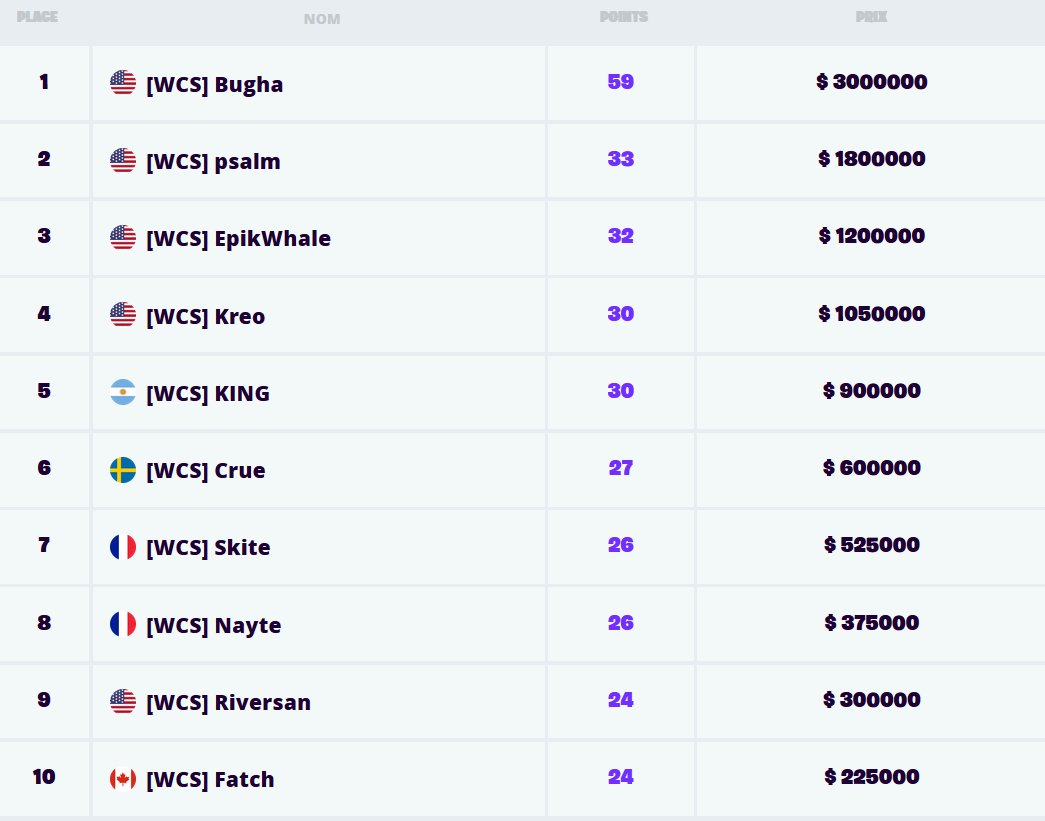 PLACE NOM POINTS PRIX
1 [WCS] Bugha 59 $ 3000000
2 [WCS] psalm 33 $ 1800000
3 [WCS] EpikWhale 32 $ 1200000
4 [WCS] Kreo 30 $ 1050000
5 [WCS] KING 30 $ 900000
6 [WCS] Crue 27 $ 600000
7 [WCS] Skite 26 $ 525000
8 [WCS] Nayte 26 $ 375000
9 [WCS] Riversan 24 $ 300000
10 [WCS] Fatch 24 $ 225000